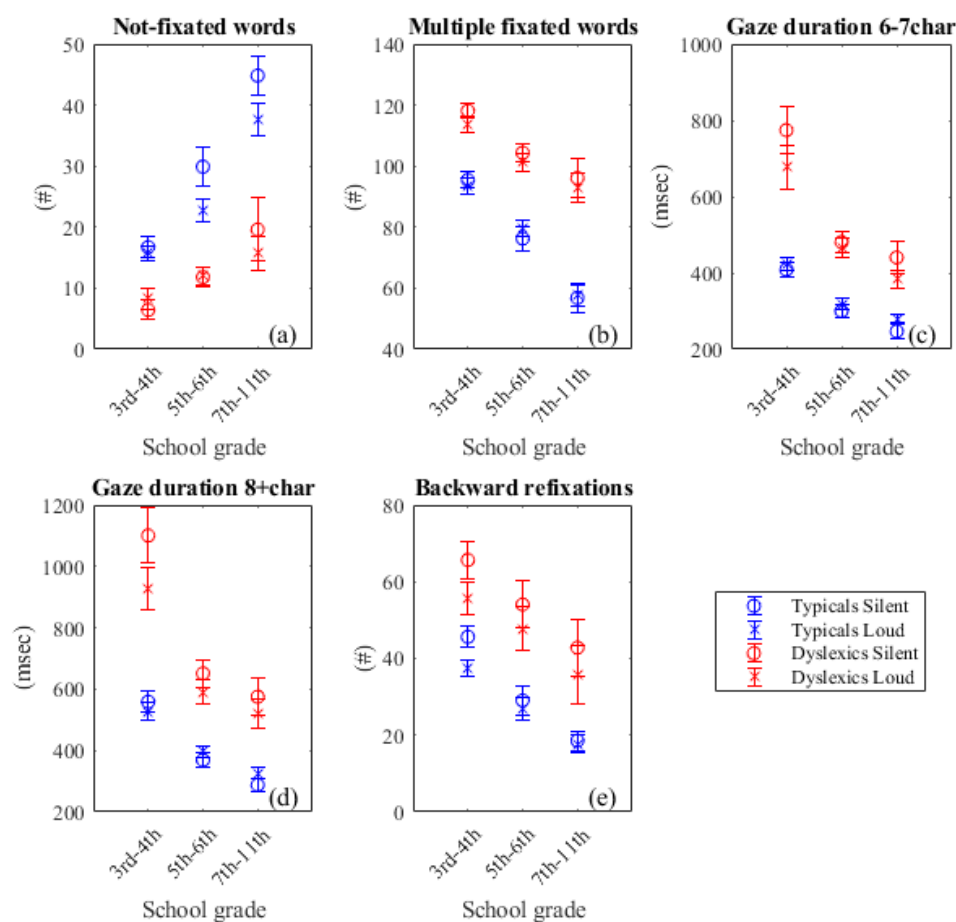 Not-fixated words
50
40
30
20
10
0
(#)
(a)
3rd-4th
5th-6th
7th-11th
School grade
Multiple fixated words
140
120
100
80
60
40
(#)
(b)
3rd-4th
5th-6th
7th-11th
School grade
Gaze duration 6-7char
1000
800
600
400
200
(msec)
(c)
3rd-4th
5th-6th
7th-11th
School grade
Gaze duration 8+char
1200
1000
800
600
400
200
(msec)
(d)
3rd-4th
5th-6th
7th-11th
School grade
Backward refixations
80
60
40
20
0
(#)
(e)
3rd-4th
5th-6th
7th-11th
School grade
Typicals Silent
Typicals Loud
Dyslexics Silent
Dyslexics Loud